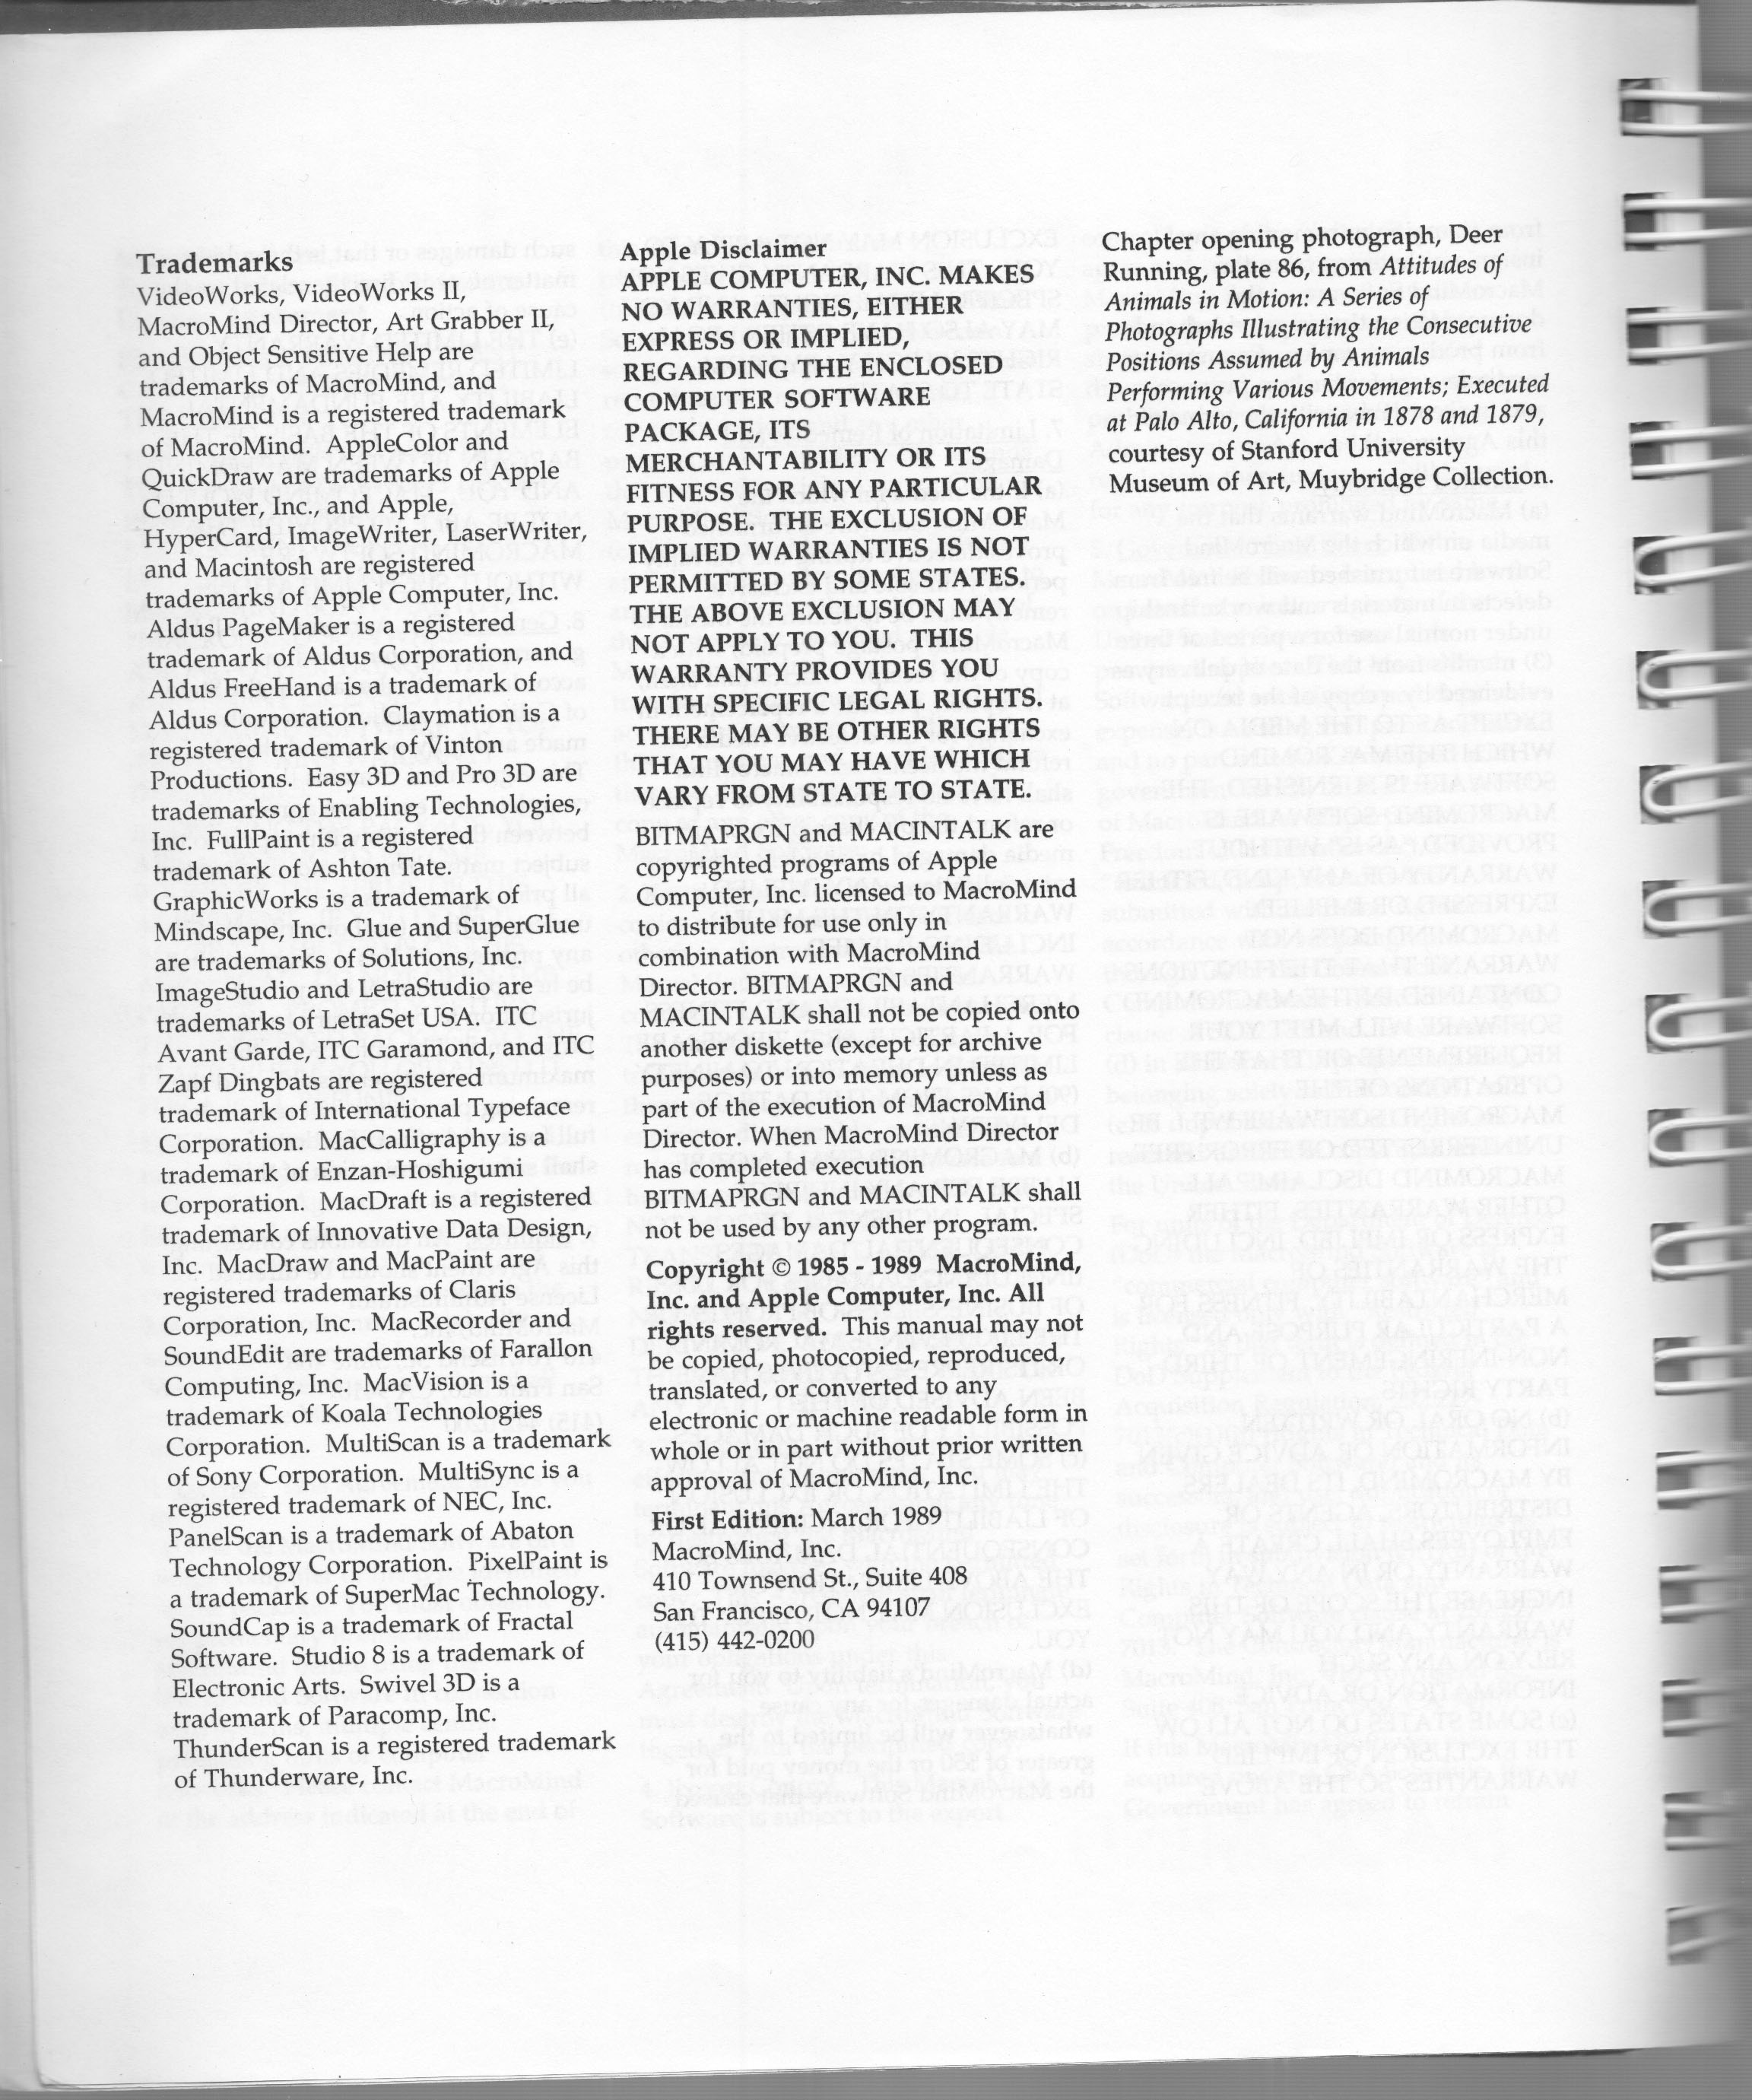 Trademarks
VideoWorks, VideoWorks II,
MacroMind Director, Art Grabber II,
and Object Sensitive Help are
trademarks of MacroMind, and
MacroMind is a registered trademark
of MacroMind. AppleColor and
QuickDraw are trademarks of Apple
Computer, Inc., and Apple,
HyperCard, ImageWriter, LaserWriter,
and Macintosh are registered
trademarks of Apple Computer, Inc.
Aldus PageMaker is a registered
trademark of Aldus Corporation, and
Aldus FreeHand is a trademark of
Aldus Corporation. Claymation is a
registered trademark of Vinton
Productions. Easy 3D and Pro 3D are
trademarks of Enabling Technologies,
Inc. FullPaint is a registered
trademark of Ashton Tate.
GraphicWorks is a trademark of
Mindscape, Inc. Glue and SuperGlue
are trademarks of Solutions, Inc.
ImageStudio and LetraStudio are
trademarks of LetraSet USA. ITC
Avant Garde, ITC Garamond, and ITC
Zapf Dingbats are registered
trademark of International Typeface
Corporation. MacCalligraphy is a
trademark of Enzan-Hoshigumi
Corporation. MacDraft is a registered
trademark of Innovative Data Design,
Inc. MacDraw and MacPaint are
registered trademarks of Claris
Corporation, Inc. MacRecorder and
SoundEdit are trademarks of Farallon
Computing, Inc. MacVision is a
trademark of Koala Technologies
Corporation. MultiScan is a trademark
of Sony Corporation. MultiSync is a
registered trademark of NEC, Inc.
PanelScan is a trademark of Abaton
Technology Corporation. PixelPaint is
a trademark of SuperMac Technology.
SoundCap is a trademark of Fractal
Software. Studio 8 is a trademark of
Electronic Arts. Swivel 3D is a
trademark of Paracomp, Inc.
ThunderScan is a registered trademark
of Thunderware, Inc.
Apple Disclaimer
APPLE COMPUTER, INC. MAKES
NO WARRANTIES, EITHER
EXPRESS OR IMPLIED,
REGARDING THE ENCLOSED
COMPUTER SOFTWARE
PACKAGE, ITS
MERCHANTABILITY OR ITS
FITNESS FOR ANY PARTICULAR
PURPOSE. THE EXCLUSION OF
IMPLIED WARRANTIES IS NOT
PERMITTED BY SOME STATES.
THE ABOVE EXCLUSION MAY
NOT APPLY TO YOU. THIS
WARRANTY PROVIDES YOU
WITH SPECIFIC LEGAL RIGHTS.
THERE MAY BE OTHER RIGHTS
THAT YOU MAY HAVE WHICH
VARY FROM STATE TO STATE.
BITMAPRGN and MACINTALK are
copyrighted programs of Apple
Computer, Inc. licensed to MacroMind
to distribute for use only in
combination with MacroMind
Director. BITMAPRGN and
MACINTALK shall not be copied onto
another diskette (except for archive
purposes) or into memory unless as
part of the execution of MacroMind
Director. When MacroMind Director
has completed execution
BITMAPRGN and MACINTALK shall
not be used by any other program.
Copyright © 1985 - 1989 MacroMind,
Inc. and Apple Computer, Inc. All
rights reserved. This manual may not
be copied, photocopied, reproduced,
translated, or converted to any
electronic or machine readable form in
whole or in part without prior written
approval of MacroMind, Inc.
First Edition: March 1989
MacroMind, Inc.
410 Townsend St., Suite 408
San Francisco, CA 94107
(415) 442-0200
Chapter opening photograph, Deer
Running, plate 86, from Attitudes of
Animals in Motion: A Series of
Photographs Illustrating the Consecutive
Positions Assumed by Animals
Performing Various Movements; Executed
at Palo Alto, California in 1878 and 1879,
courtesy of Stanford University
Museum of Art, Muybridge Collection.